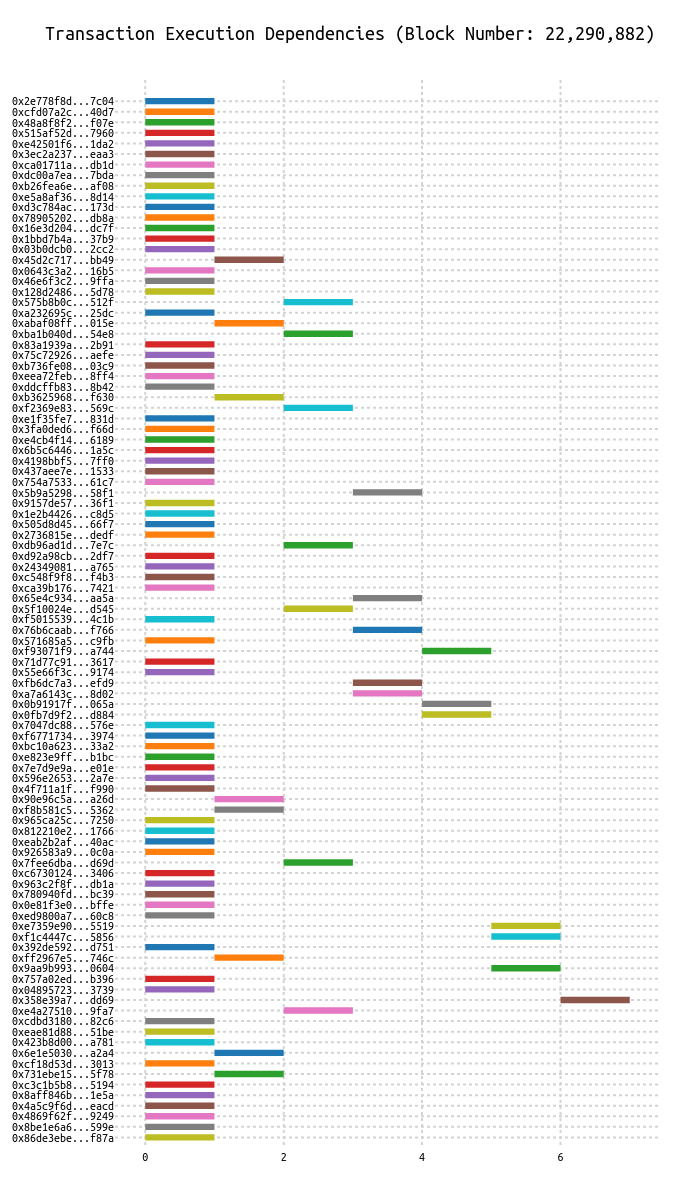 Transaction Execution Dependencies (Block Number: 22,290,882)
0x2e778f8d...7c04
0xcfd07a2c...40d7
0x48a8f8f2...f07e
0x515af52d...7960
0xe42501f6...1da2
0x3ec2a237...eaa3
0xca01711a...db1d
0xdc00a7ea...7bda
0xb26fea6e...af08
0xe5a8af36...8d14
0xd3c784ac...173d
0x78905202...db8a
0x16e3d204...dc7f
0x1bbd7b4a...37b9
0x03b0dcb0...2cc2
0x45d2c717...bb49
0x0643c3a2...16b5
0x46e6f3c2...9ffa
0x128d2486...5d78
0x575b8b0c...512f
0xa232695c...25dc
0xabaf08ff...015e
0xba1b040d...54e8
0x83a1939a...2b91
0x75c72926...aefe
0xb736fe08...03c9
0xeea72feb...8ff4
0xddcffb83...8b42
0xb3625968...f630
0xf2369e83...569c
0xe1f35fe7...831d
0x3fa0ded6...f66d
0xe4cb4f14...6189
0x6b5c6446...1a5c
0x4198bbf5...7ff0
0x437aee7e...1533
0x754a7533...61c7
0x5b9a5298...58f1
0x9157de57...36f1
0x1e2b4426...c8d5
0x505d8d45...66f7
0x2736815e...dedf
0xdb96ad1d...7e7c
0xd92a98cb...2df7
0x24349081...a765
0xc548f9f8...f4b3
0xca39b176...7421
0x65e4c934...aa5a
0x5f10024e...d545
0xf5015539...4c1b
0x76b6caab...f766
0x571685a5...c9fb
0xf93071f9...a744
0x71d77c91...3617
0x55e66f3c...9174
0xfb6dc7a3...efd9
0xa7a6143c...8d02
0x0b91917f...065a
0x0fb7d9f2...d884
0x7047dc88...576e
0xf6771734...3974
0xbc10a623...33a2
0xe823e9ff...b1bc
0x7e7d9e9a...e01e
0x596e2653...2a7e
0x4f711a1f...f990
0x90e96c5a...a26d
0xf8b581c5...5362
0x965ca25c...7250
0x812210e2...1766
0xeab2b2af...40ac
0x926583a9...0c0a
0x7fee6dba...d69d
0xc6730124...3406
0x963c2f8f...db1a
0x780940fd...bc39
0x0e81f3e0...bffe
0xed9800a7...60c8
0xe7359e90...5519
0xf1c4447c...5856
0x392de592...d751
0xff2967e5...746c
0x9aa9b993...0604
0x757a02ed...b396
0x04895723...3739
0x358e39a7...dd69
0xe4a27510...9fa7
0xcdbd3180...82c6
0xeae81d88...51be
0x423b8d00...a781
0x6e1e5030...a2a4
0xcf18d53d...3013
0x731ebe15...5f78
0xc3c1b5b8...5194
0x8aff846b...1e5a
0x4a5c9f6d...eacd
0x4869f62f...9249
0x8be1e6a6...599e
0x86de3ebe...f87a
0 2 4 6